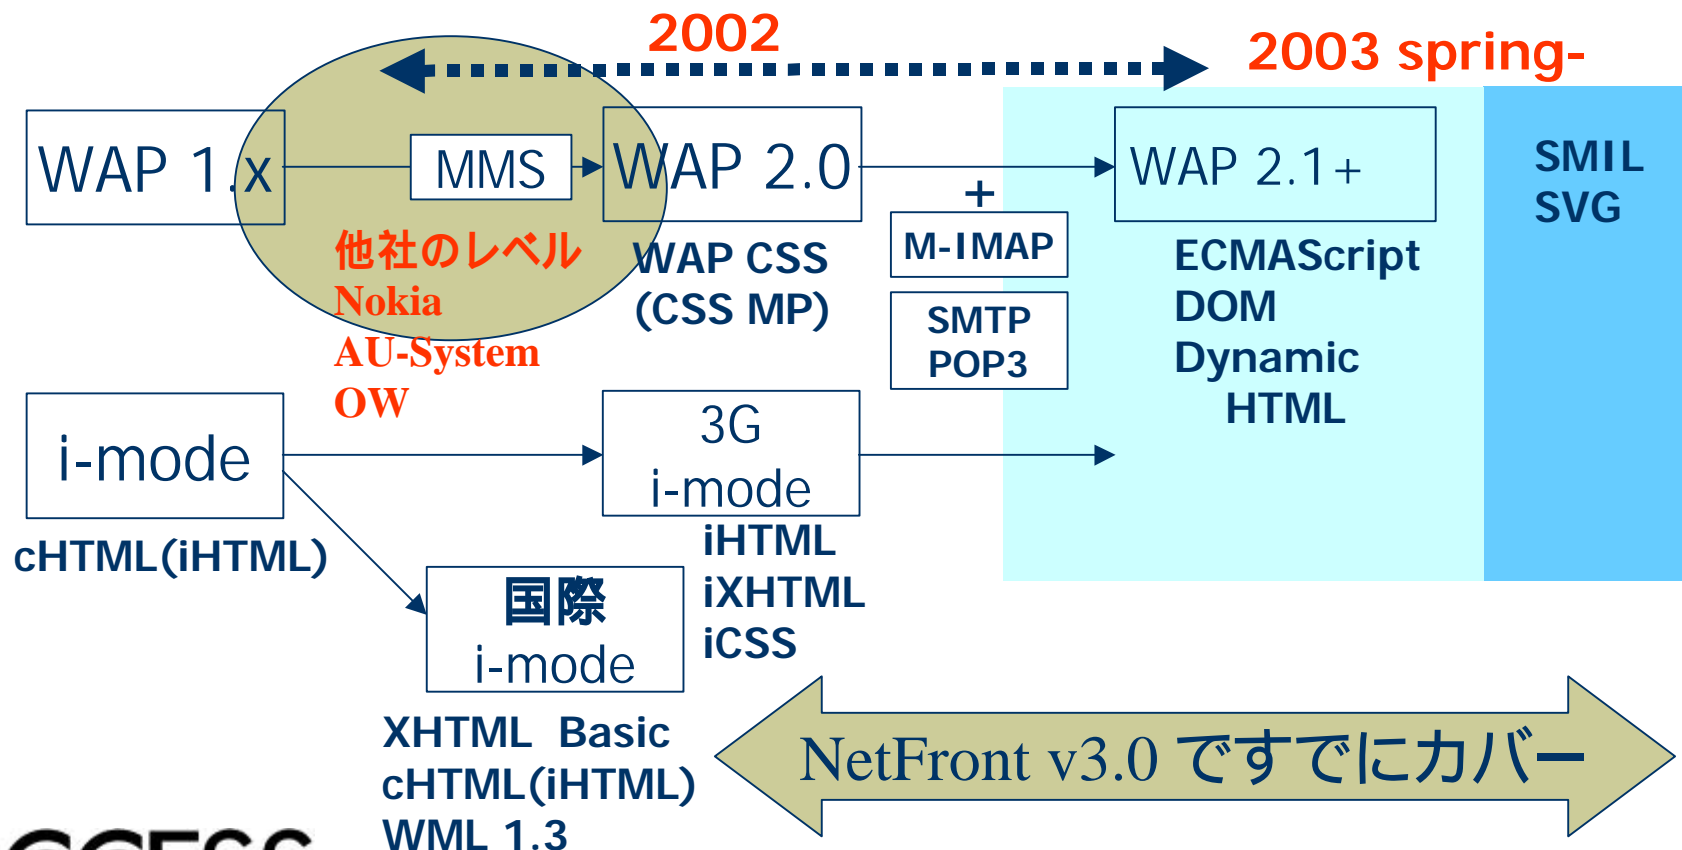 2002
2003 spring-
WAP 1.x
MMS
WAP 2.0
WAP 2.1+
SMIL
SVG
+
M-IMAP
SMTP
POP3
他社のレベル
Nokia
AU-System
OW
WAP CSS
(CSS MP)
ECMAScript
DOM
Dynamic
HTML
i-mode
cHTML(iHTML)
3G
i-mode
iHTML
iXHTML
iCSS
国際
i-mode
XHTML Basic
cHTML(iHTML)
WML 1.3
NetFront v3.0 ですでにカバー